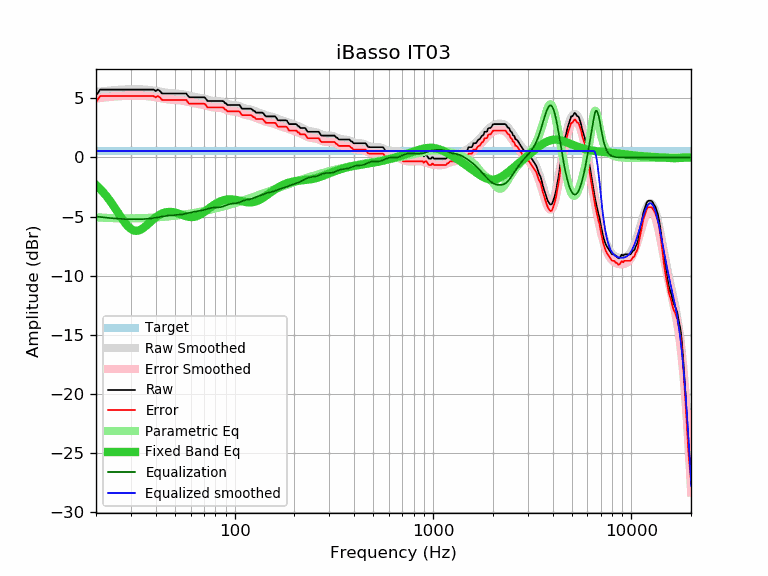 iBasso IT03
Amplitude (dBr)
5
0
−5
−10
−15
−20
−25
−30
Target
Raw Smoothed
Error Smoothed
Raw
Error
Parametric Eq
Fixed Band Eq
Equalization
Equalized smoothed
100 1000 10000
Frequency (Hz)